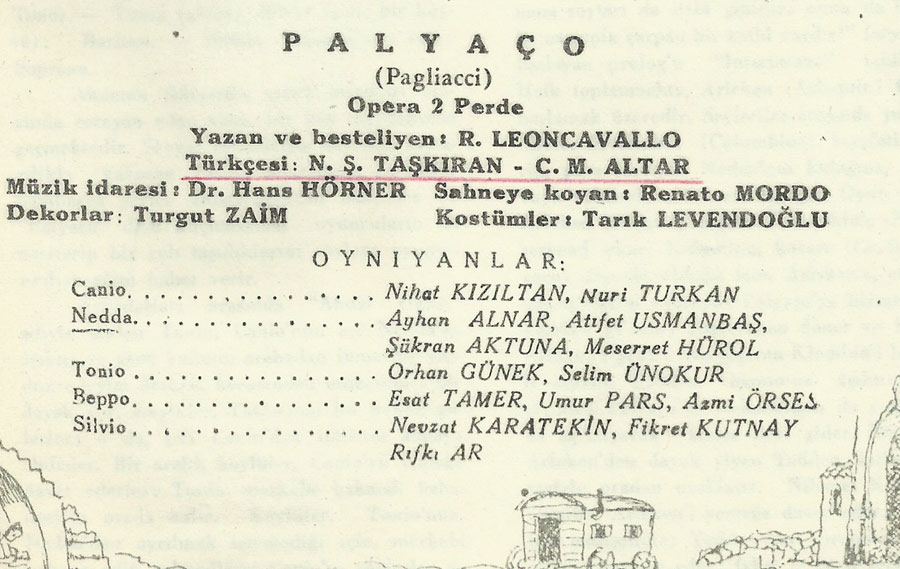 PALYAÇO
(Pagliacci)
Opera 2 Perde
Yazan ve besteliyen: R. LEONCAVALLO
Türkçesi: N. Ş. TAŞKIRAN - C. M. ALTAR
Müzik idaresi: Dr. Hans HÖRNER Sahneye koyan: Renato MORDO
Dekorlar: Turgut ZAİM Kostümler: Tarık LEVENDOĞLU
OYNIYANLAR:
Canio. . . . . . . . . . . . . . . . . Nihat KIZILTAN, Nuri TURKAN
Nedda. . . . . . . . . . . . . . . . . Ayhan ALNAR, Atıfet USMANBAŞ,
Şükran AKTUNA, Meserret HÜROL
Tonio . . . . . . . . . . . . . . . . . Orhan GÜNEK, Selim ÜNOKUR
Beppo. . . . . . . . . . . . . . . . . Esat TAMER, Umur PARS, Azmi ÖRSES
Silvio . . . . . . . . . . . . . . . . . Nevzat KARATEKİN, Fikret KUTNAY
Rıfkı AR